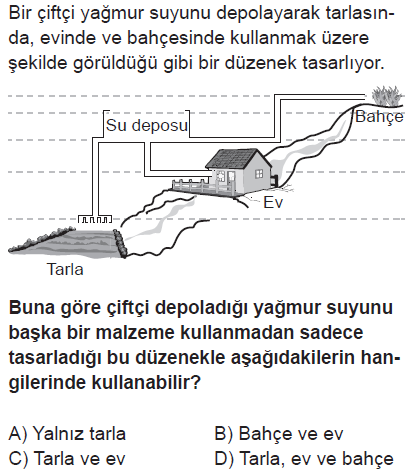 Bir çiftçi yağmur suyunu depolayarak tarlasın-
da, evinde ve bahçesinde kullanmak üzere
şekilde görüldüğü gibi bir düzenek tasarlıyor.
Bahçe
Su deposu
Ev
Tarla
Buna göre çiftçi depoladığı yağmur suyunu
başka bir malzeme kullanmadan sadece
tasarladığı bu düzenekle aşağıdakilerin han-
gilerinde kullanabilir?
A) Yalnız tarla B) Bahçe ve ev
C) Tarla ve ev D) Tarla, ev ve bahçe